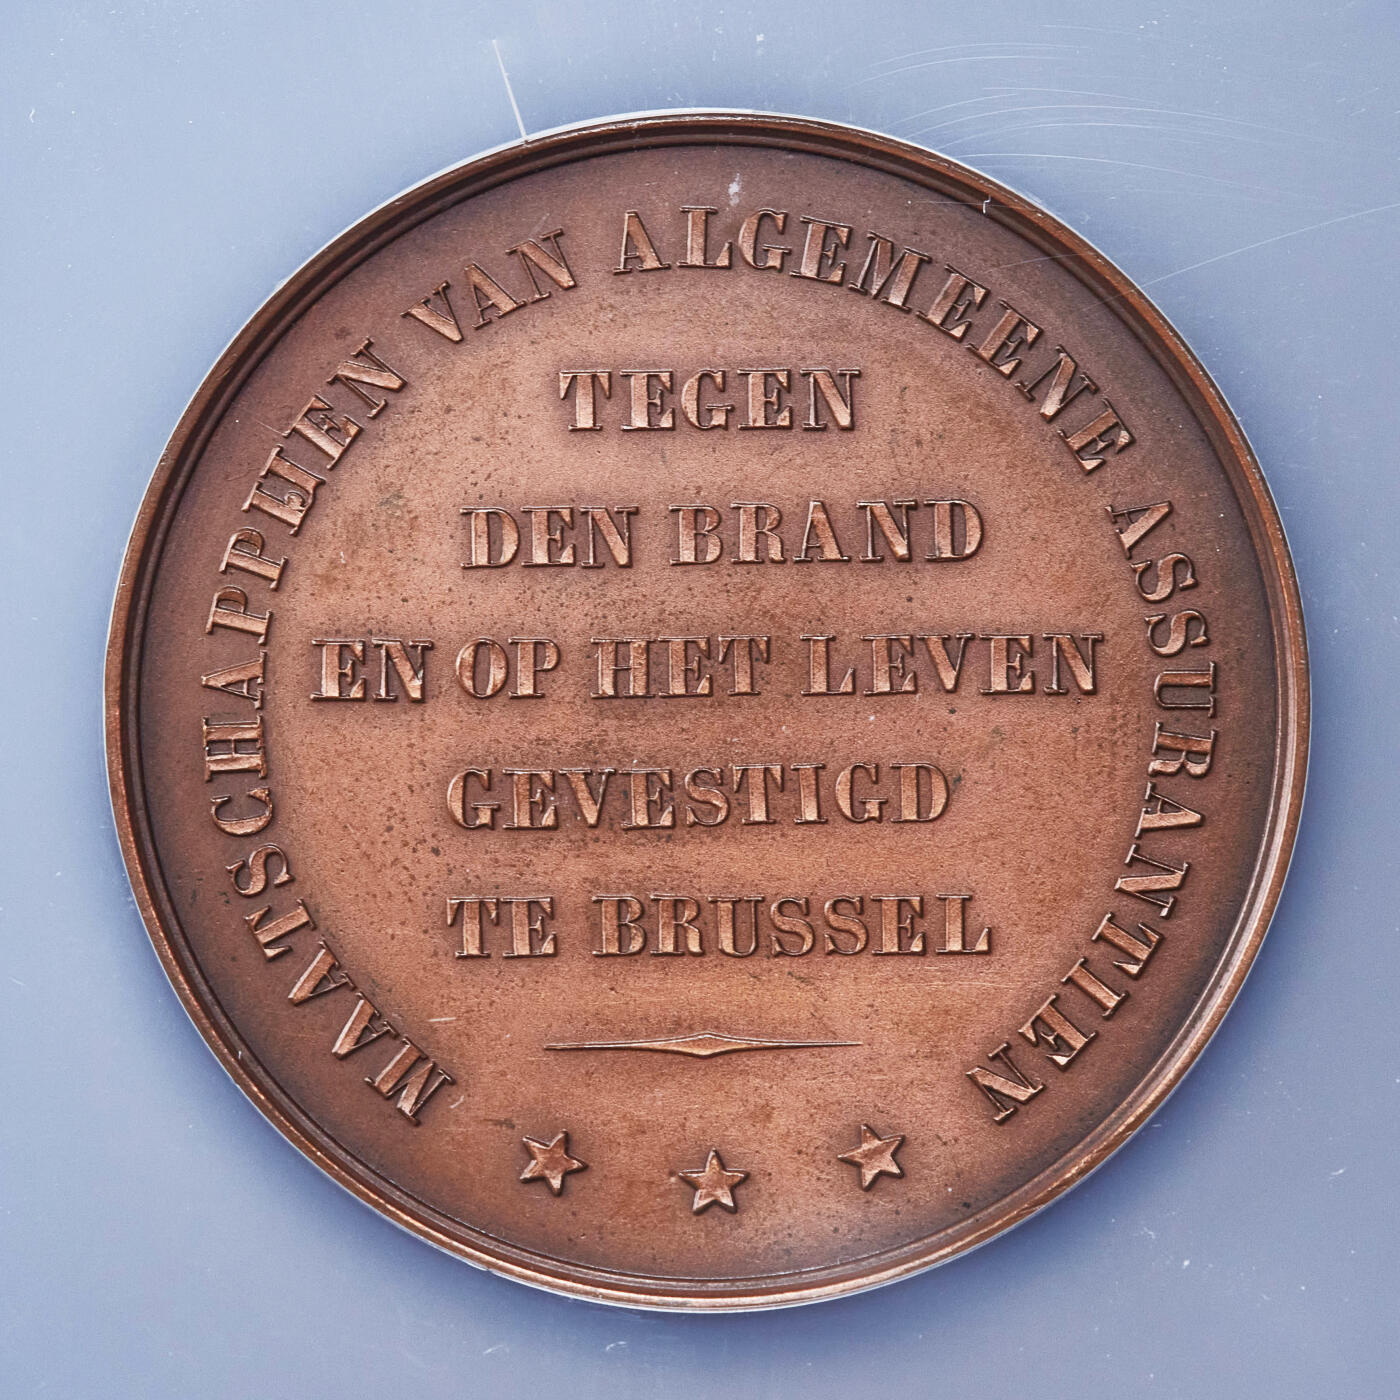 MAATSCHAPPIJEN VAN ALGEMEENE ASSURANTIEN
TEGEN
DEN BRAND
EN OP HET LEVEN
GEVESTIGD
TE BRUSSEL